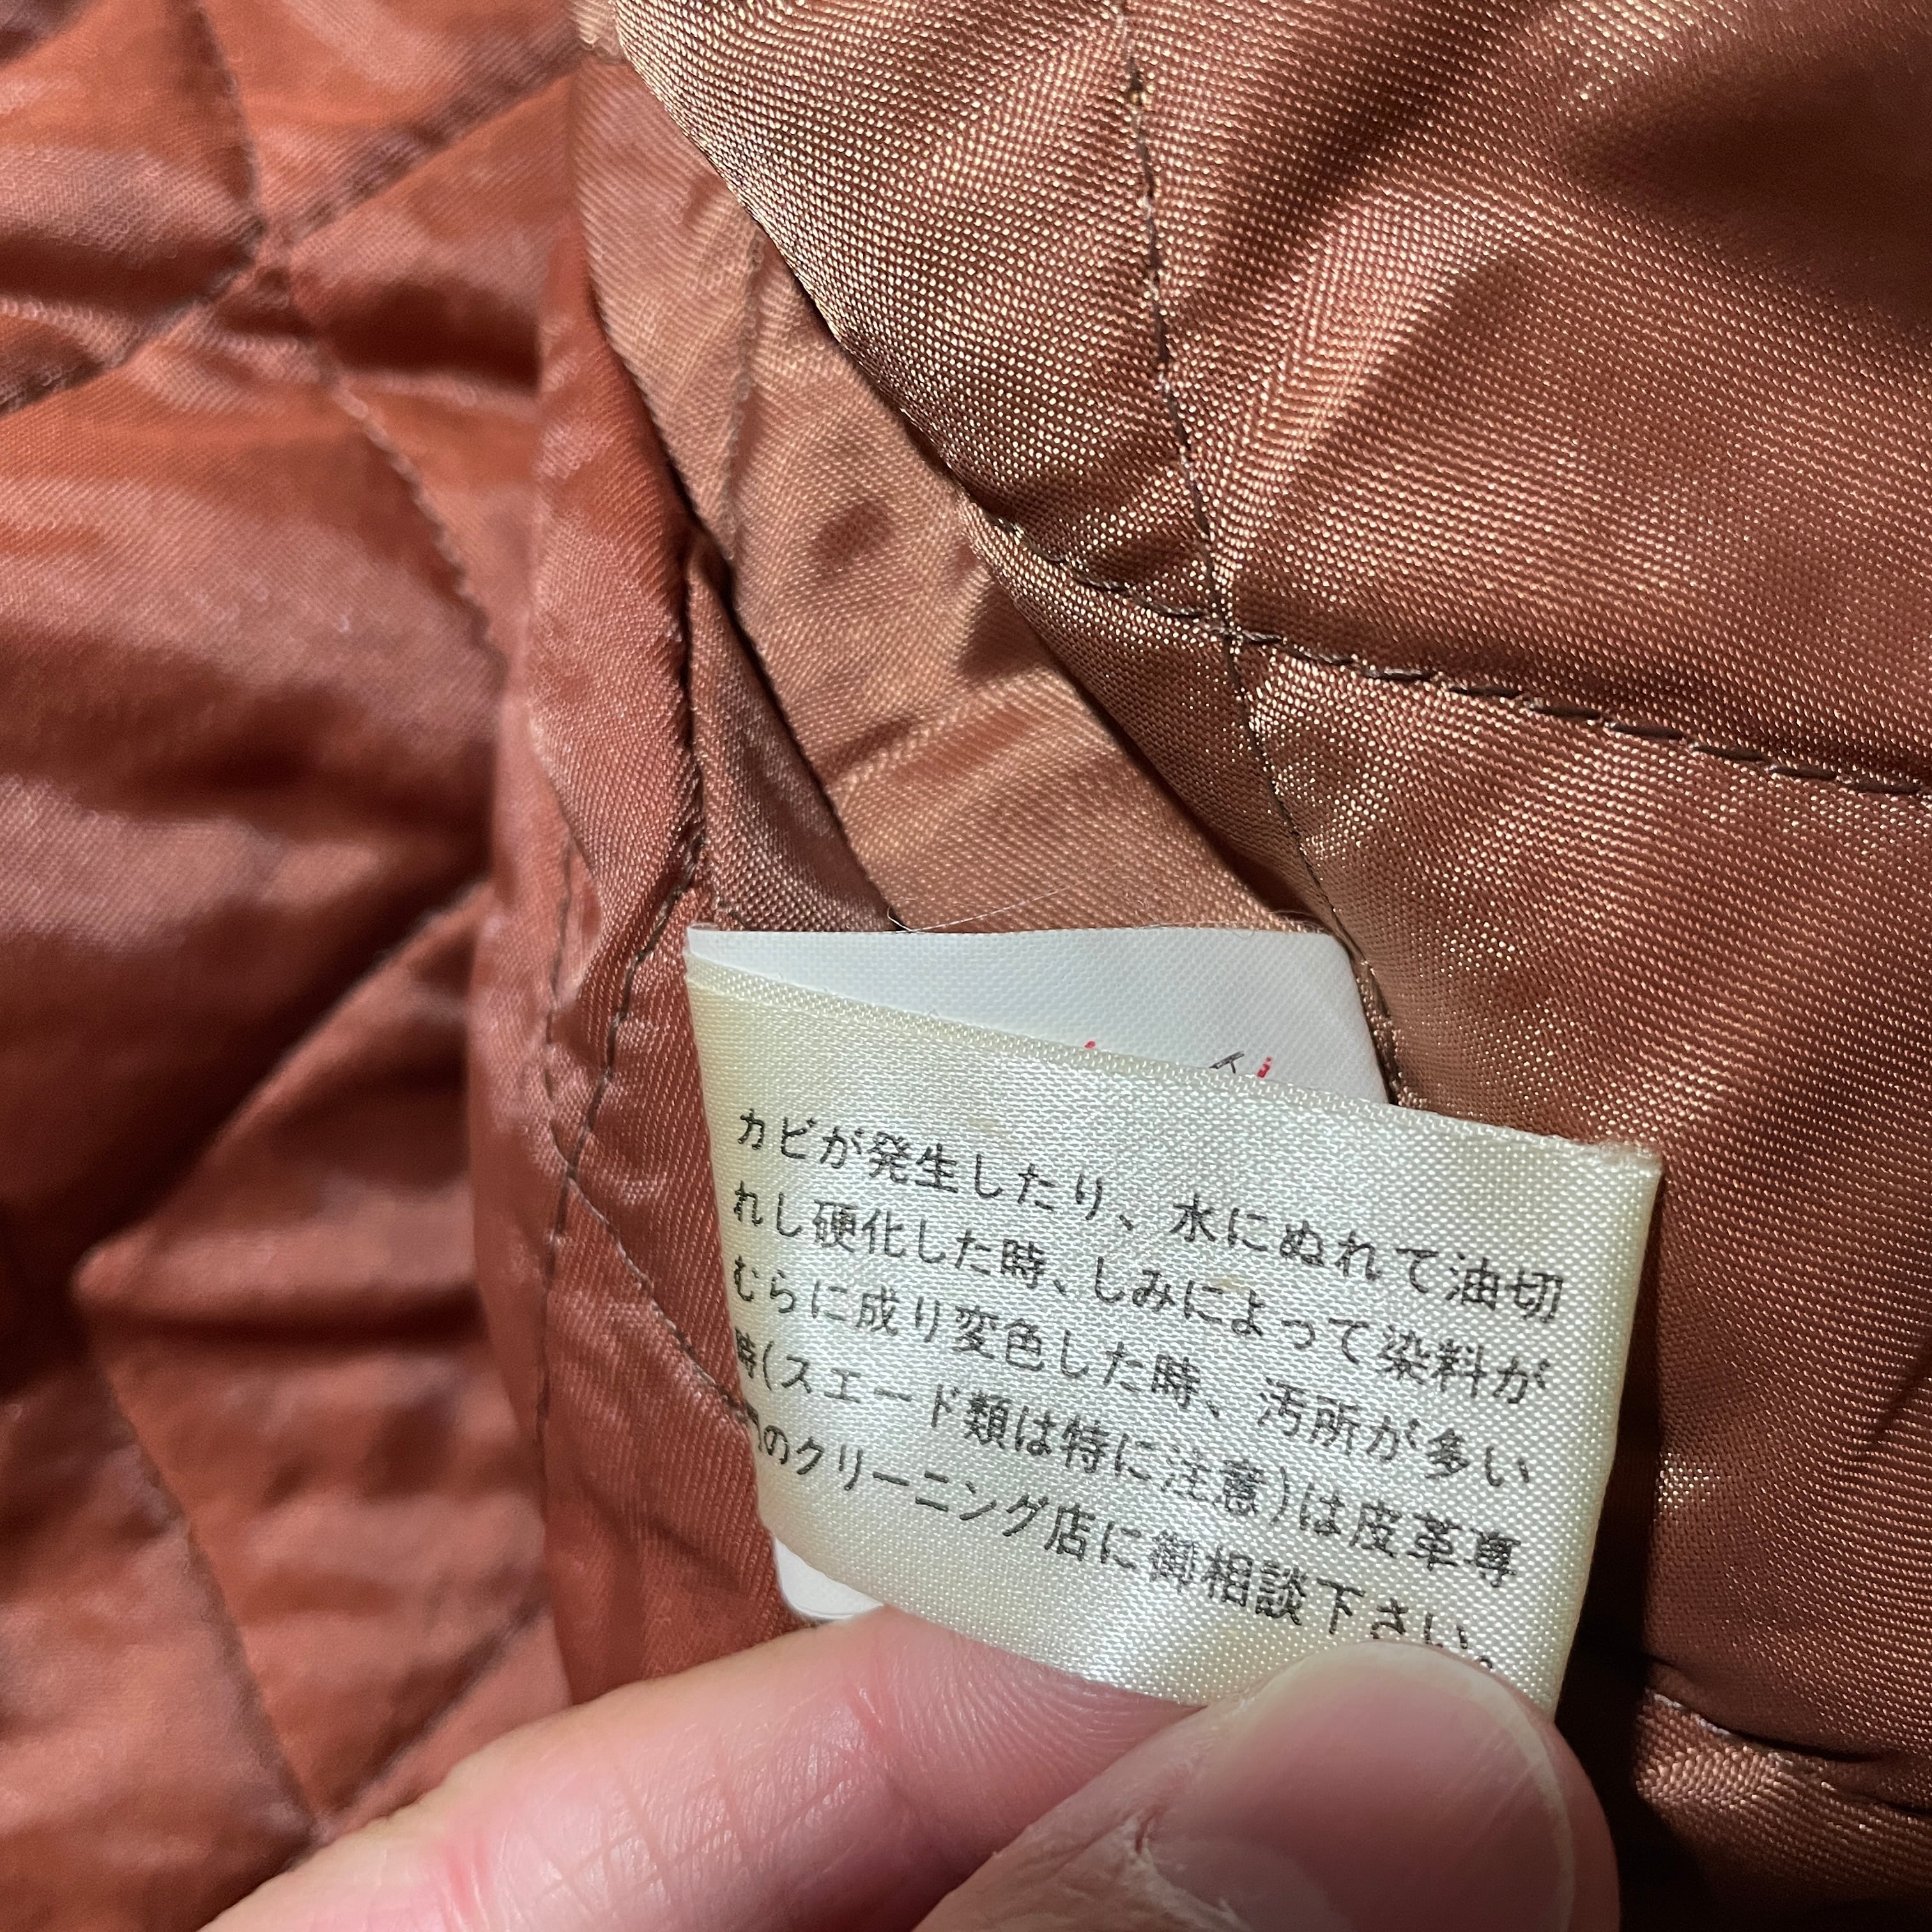 カビが発生したり、水にぬれて油切
れし硬化した時、しみによって染料が
むらに成り変色した時、汚所が多い
時(スエード類は特に注意)は皮革専
門のクリーニング店に御相談下さい。